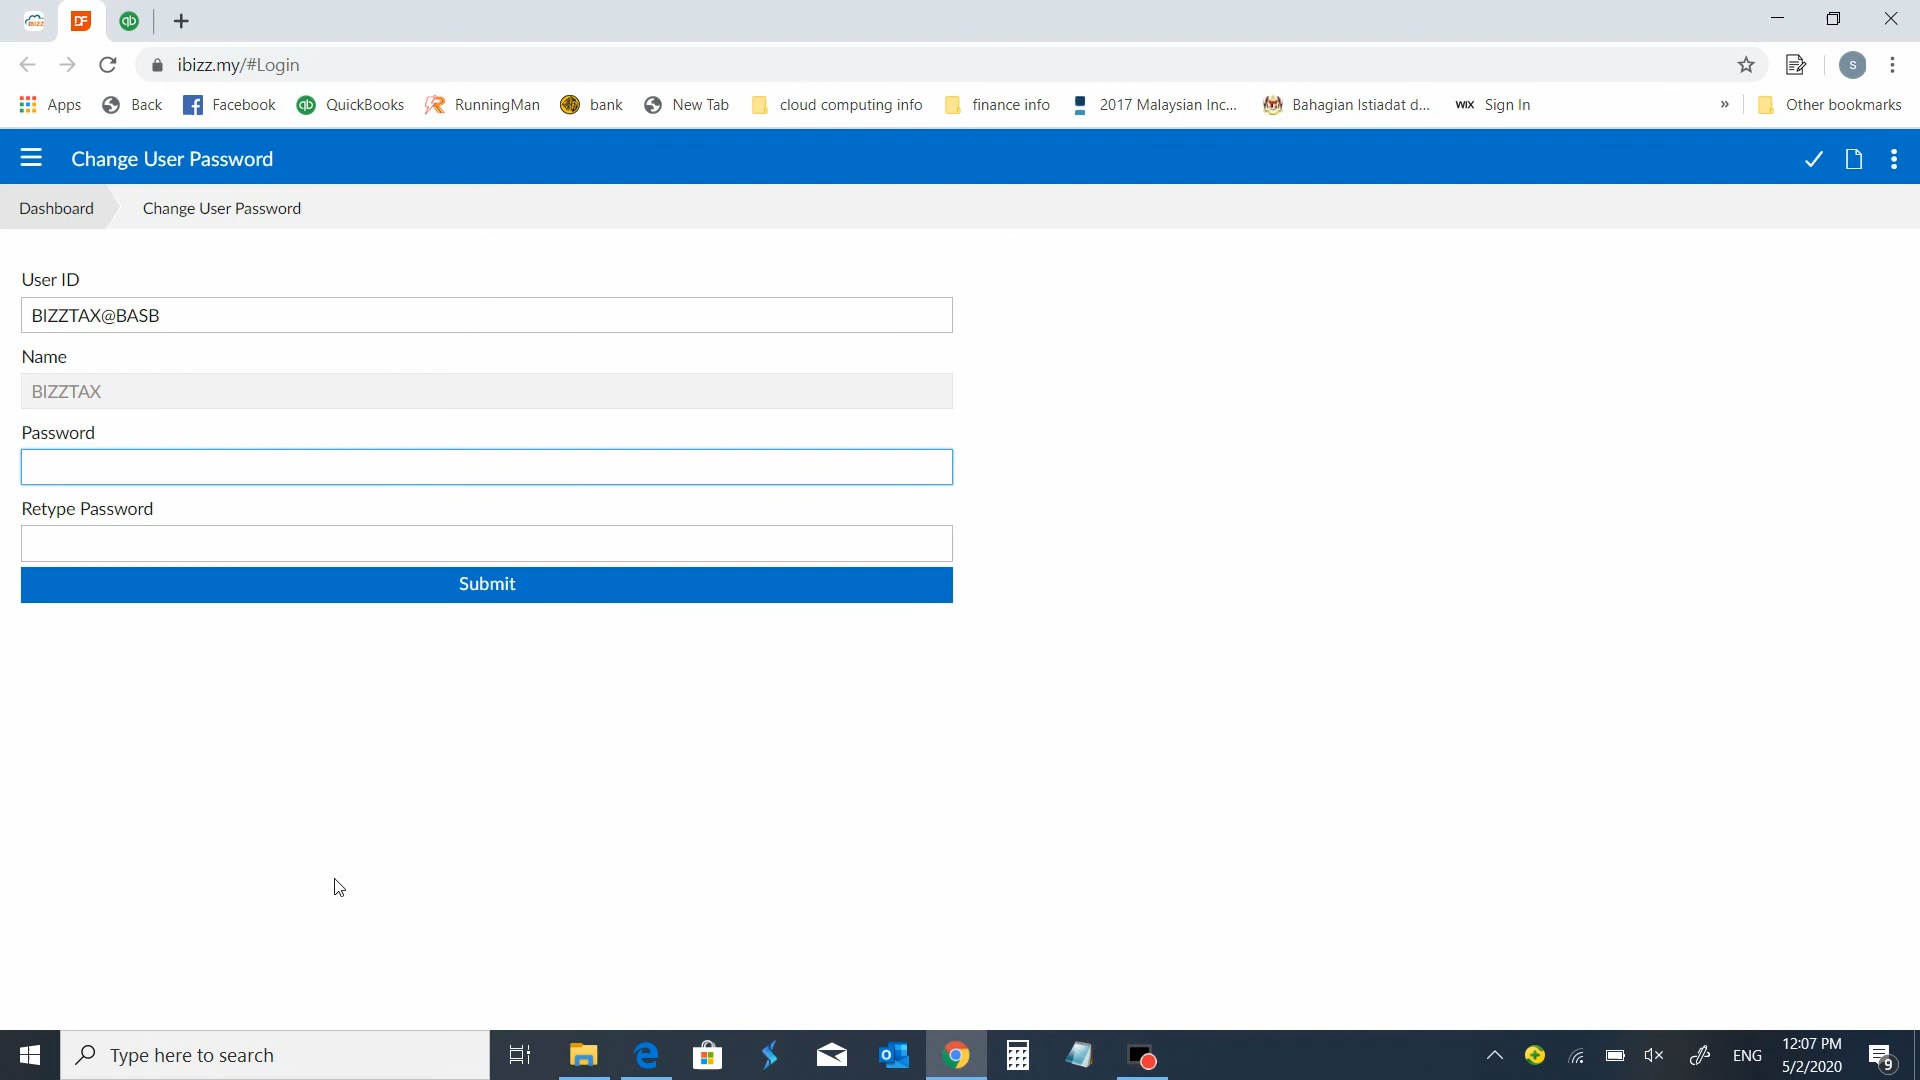 ibizz.my/#Login
Apps Back Facebook QuickBooks RunningMan bank New Tab cloud computing info finance info 2017 Malaysian Inc... Bahagian Istiadat d... WIX Sign In » Other bookmarks
Change User Password
Dashboard Change User Password
User ID
BIZZTAX@BASB
Name
BIZZTAX
Password
Retype Password
Submit
Type here to search
ENG
12:07 PM
5/2/2020
9